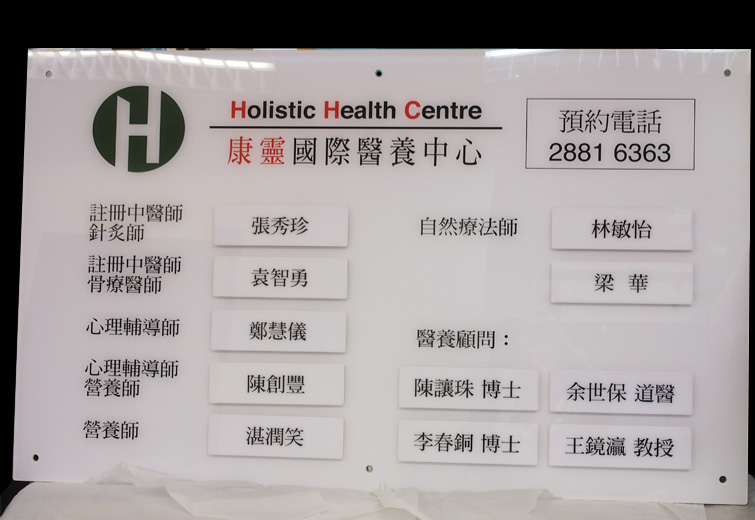 H
Holistic Health Centre
康靈國際醫養中心
預約電話
2881 6363
註冊中醫師
針炙師
張秀珍
註冊中醫師
骨療醫師
袁智勇
心理輔導師
鄭慧儀
心理輔導師
營養師
陳創豐
營養師
湛潤笑
自然療法師
林敏怡
梁 華
醫養顧問：
陳讓珠 博士
余世保 道醫
李春銅 博士
王鏡瀛 教授